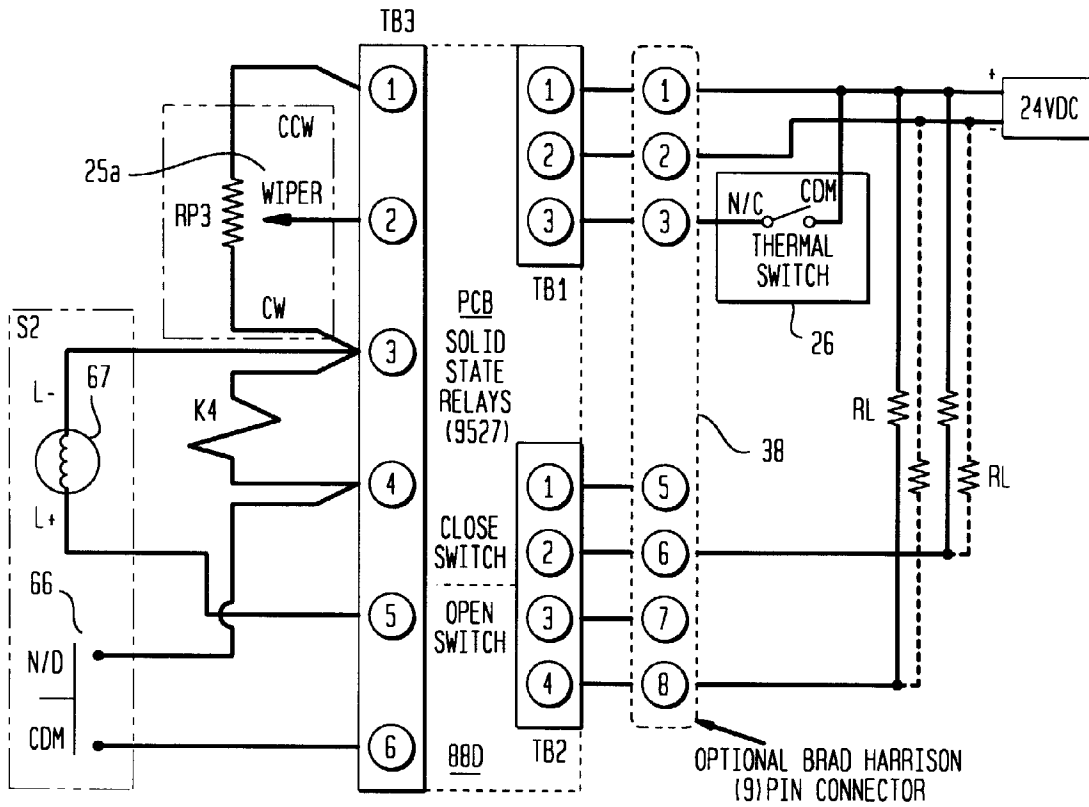 TB3
1
2
3
4
5
6
CCW
25a
WIPER
RP3
CW
S2
L-
67
L+
K4
66
N/D
CDM
PCB
SOLID
STATE
RELAYS
(9527)
CLOSE
SWITCH
OPEN
SWITCH
88D
1
2
3
TB1
1
2
3
4
TB2
1
2
3
5
6
7
8
38
N/C
CDM
THERMAL
SWITCH
26
+
-
24VDC
RL
RL
OPTIONAL BRAD HARRISON
(9)PIN CONNECTOR